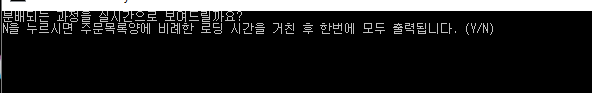 분배되는 과정을 실시간으로 보여드릴까요?
N을 누르시면 주문목록양에 비례한 로딩 시간을 거친 후 한번에 모두 출력됩니다. (Y/N)